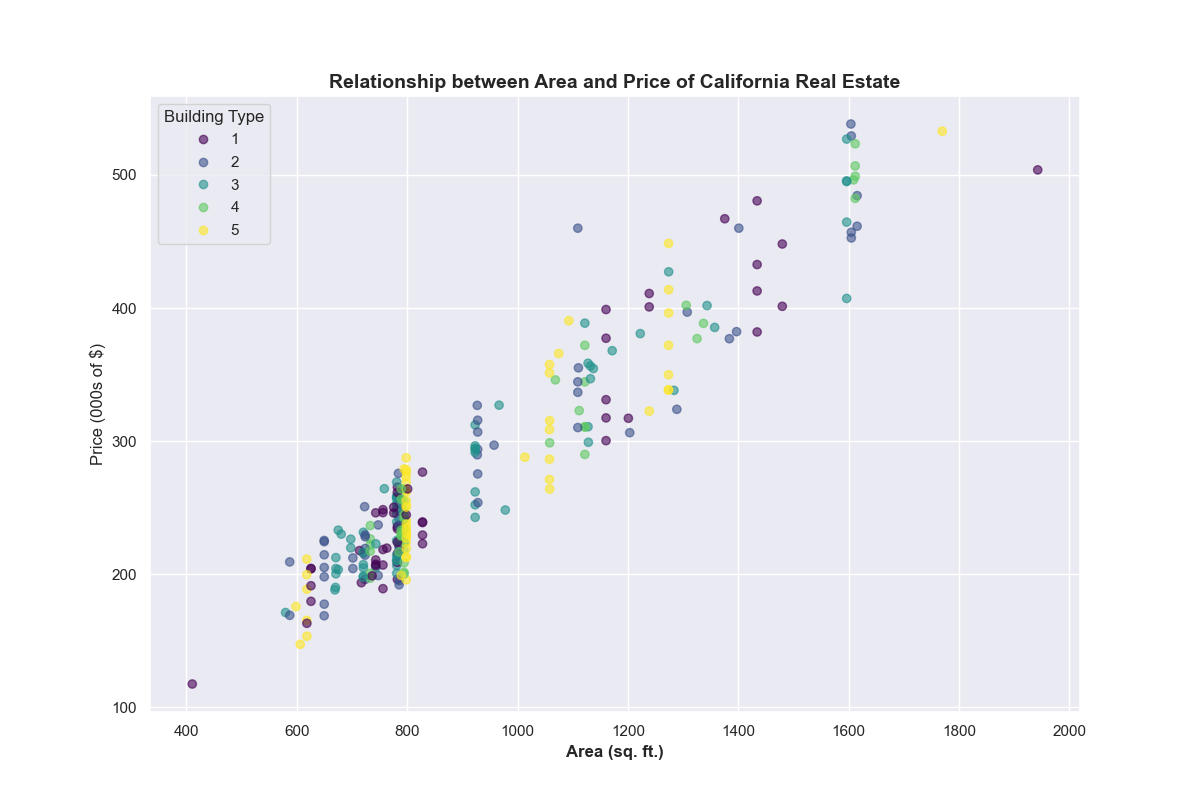 Relationship between Area and Price of California Real Estate
Building Type
1
2
3
4
5
500
400
300
200
100
Price (000s of $)
400 600 800 1000 1200 1400 1600 1800 2000
Area (sq. ft.)